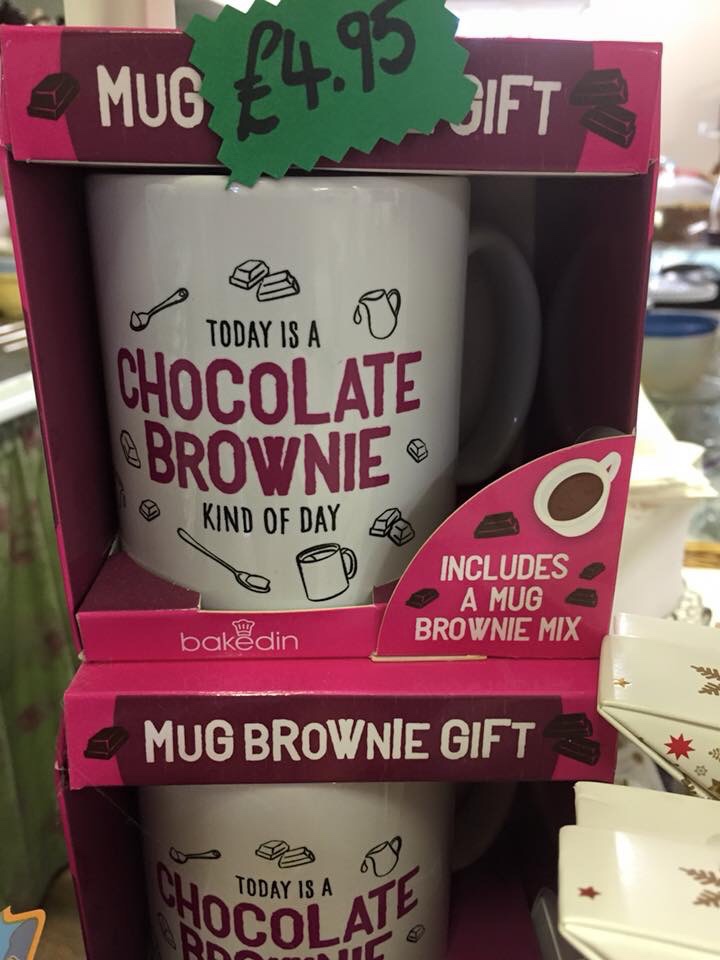 £4.95
MUG GIFT
TODAY IS A
CHOCOLATE
BROWNIE
KIND OF DAY
INCLUDES
A MUG
BROWNIE MIX
bakedin
MUG BROWNIE GIFT
TODAY IS A
CHOCOLATE
BROWNIE